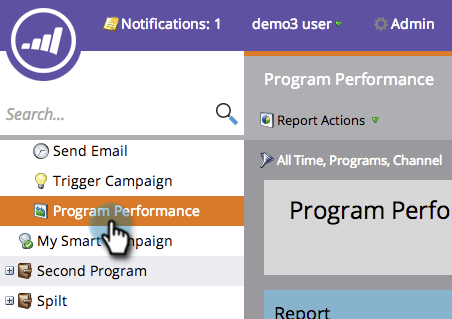 Notifications: 1 demo3 user Admin
Program Performance
Search...
Report Actions
Send Email
All Time, Programs, Channel
Trigger Campaign
Program Performance
Program Perfo
My Smart
mpaign
Second Program
Spilt
Report